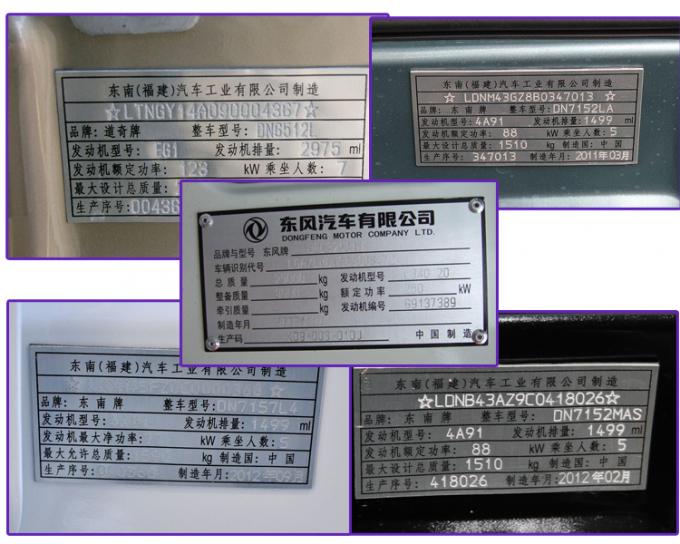 东南(福建)汽车工业有限公司制造
☆LTNGY14A090004367☆
品牌:道奇牌 整车型号:DN6512L
发动机型号:EG1 发动机排量:2975 ml
发动机额定功率:128 kW 乘坐人数:7
最大设计总质量:
生产序号:00436
东南(福建)汽车工业有限公司制造
☆LDNM43GZ8B0347013☆
品牌:东南牌 整车型号:DN7152LA
发动机型号:4A91 发动机排量:1499 ml
发动机额定功率:88 kW 乘坐人数:5
最大设计总质量:1510 kg 制造国:中国
生产序号:347013 制造年月:2011年03月
东风汽车有限公司
DONGFENG MOTOR COMPANY LTD.
品牌与型号 东风牌
车辆识别代号
总质量 kg 发动机型号 20
整备质量 kg 额定功率 kW
牵引质量 kg 发动机编号 69137389
制造年月
生产码 中国制造
东南(福建)汽车工业有限公司制造
品牌:东南牌 整车型号:DN7157L4
发动机型号: 发动机排量:1499 ml
发动机最大净功率: kW 乘坐人数:5
最大允许总质量: kg 制造国:中国
生产序号: 制造年月:2012年09月
东南(福建)汽车工业有限公司制造
☆LDNB43AZ9C0418026☆
品牌:东南牌 整车型号:DN7152MAS
发动机型号:4A91 发动机排量:1499 ml
发动机额定功率:88 kW 乘坐人数:5
最大设计总质量:1510 kg 制造国:中国
生产序号:418026 制造年月:2012年02月